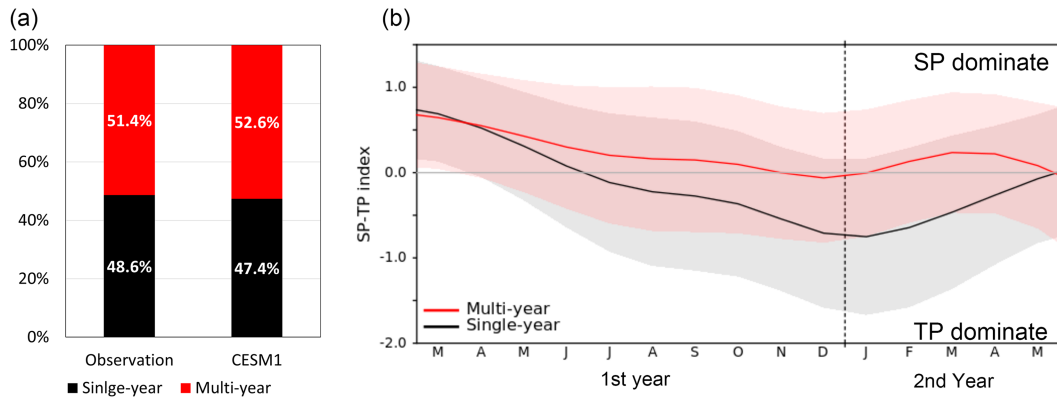 (a)
100%
80%
60%
40%
20%
0%
51.4%
52.6%
48.6%
47.4%
Observation
CESM1
Sinlge-year
Multi-year
(b)
SP-TP index
1.0
0.0
-1.0
-2.0
SP dominate
TP dominate
Multi-year
Single-year
M A M J J A S O N D J F M A M
1st year
2nd Year